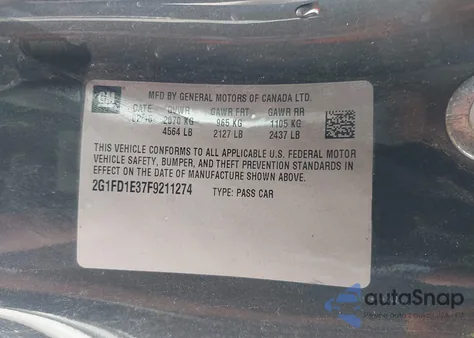 GM
MFD BY GENERAL MOTORS OF CANADA LTD.
DATE GVWR GAWR FRT GAWR RR
2070 KG 965 KG 1105 KG
4564 LB 2127 LB 2437 LB
THIS VEHICLE CONFORMS TO ALL APPLICABLE U.S. FEDERAL MOTOR
VEHICLE SAFETY, BUMPER, AND THEFT PREVENTION STANDARDS IN
EFFECT ON THE DATE OF MANUFACTURE SHOWN ABOVE.
2G1FD1E37F9211274 TYPE: PASS CAR
autoSnap